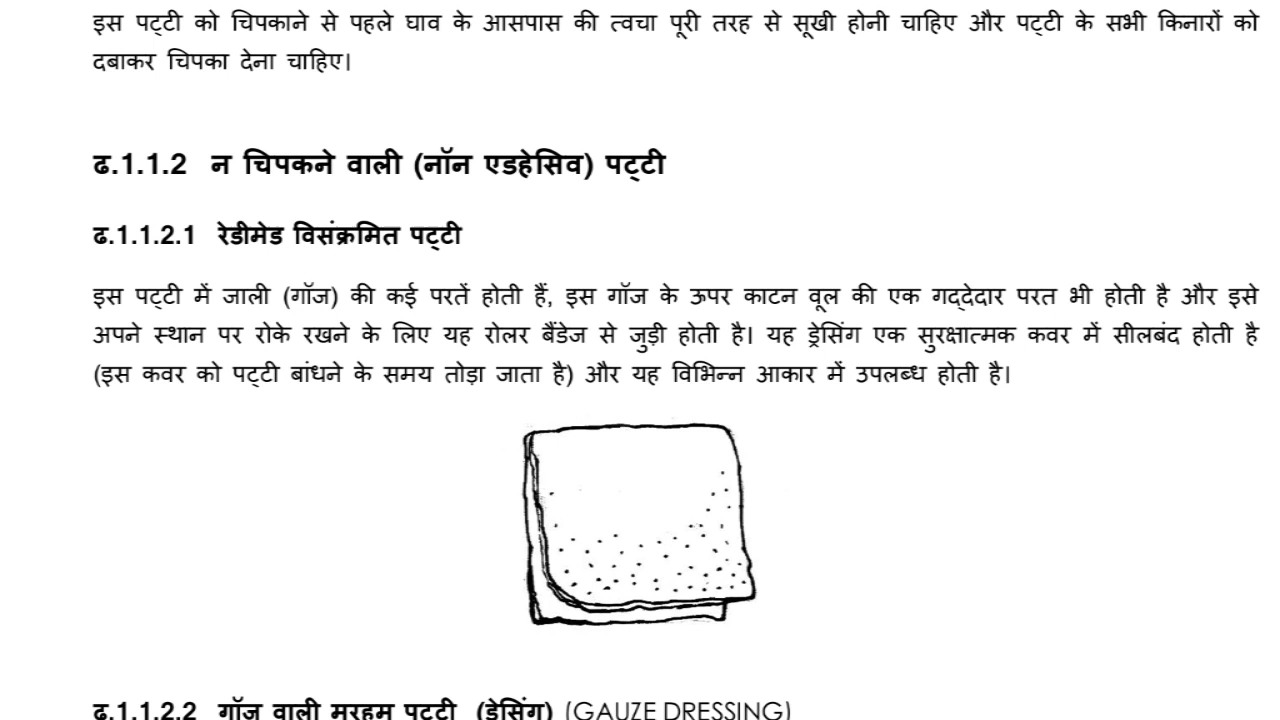 इस पट्टी को चिपकाने से पहले घाव के आसपास की त्वचा पूरी तरह से सूखी होनी चाहिए और पट्टी के सभी किनारों को
दबाकर चिपका देना चाहिए।
ढ.1.1.2 न चिपकने वाली (नॉन एडहेसिव) पट्टी
ढ.1.1.2.1 रेडीमेड विसंक्रमित पट्टी
इस पट्टी में जाली (गॉज) की कई परतें होती हैं, इस गॉज के ऊपर काटन वूल की एक गद्देदार परत भी होती है और इसे
अपने स्थान पर रोके रखने के लिए यह रोलर बैंडेज से जुड़ी होती है। यह ड्रेसिंग एक सुरक्षात्मक कवर में सीलबंद होती है
(इस कवर को पट्टी बांधने के समय तोड़ा जाता है) और यह विभिन्न आकार में उपलब्ध होती है।
ढ.1.1.2.2 गॉज वाली मरहम पट्टी (ड्रेसिंग) (GAUZE DRESSING)